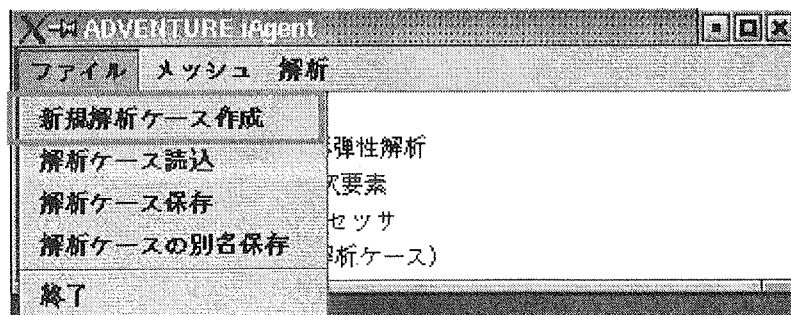 ADVENTURE iAgent
ファイル メッシュ 解析
新規解析ケース作成
弾性解析
解析ケース読込
次要素
解析ケース保存
セッサ
解析ケースの別名保存
析ケース)
終了